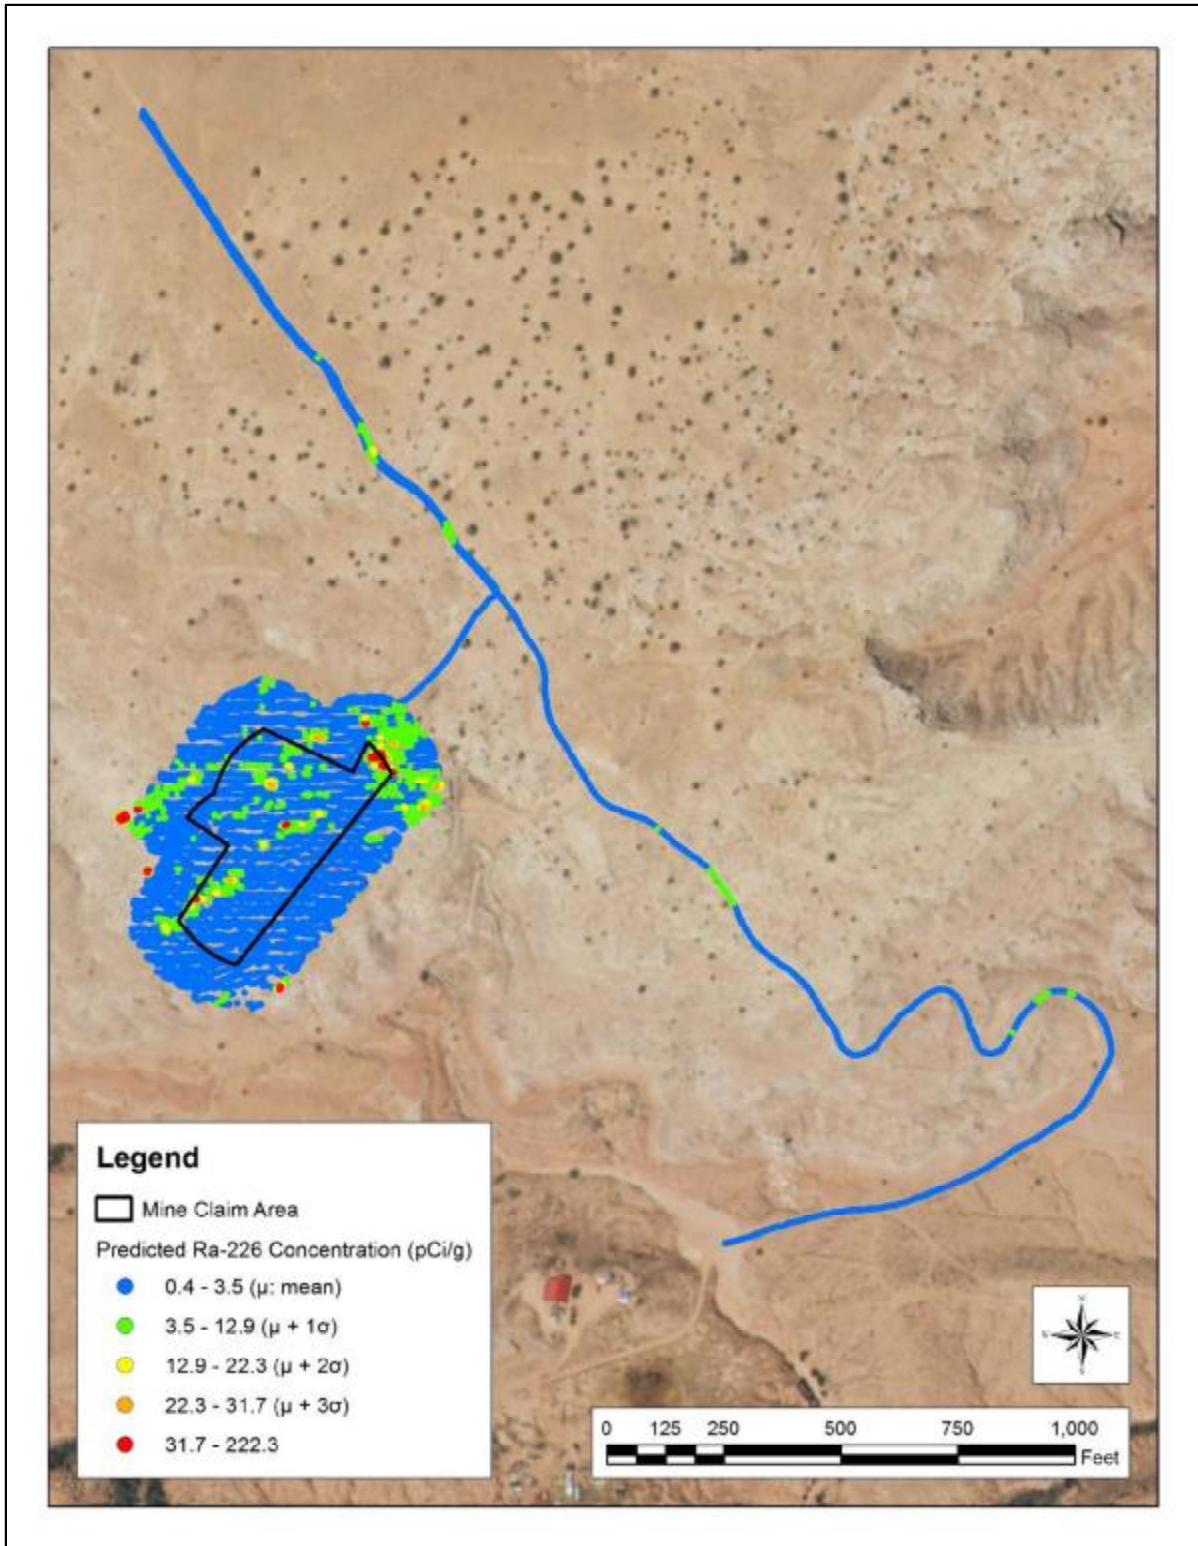 Legend
Mine Claim Area
Predicted Ra-226 Concentration (pCi/g)
0.4 - 3.5 (µ: mean)
3.5 - 12.9 (µ + 1σ)
12.9 - 22.3 (µ + 2σ)
22.3 - 31.7 (µ + 3σ)
31.7 - 222.3
0 125 250 500 750 1,000
Feet